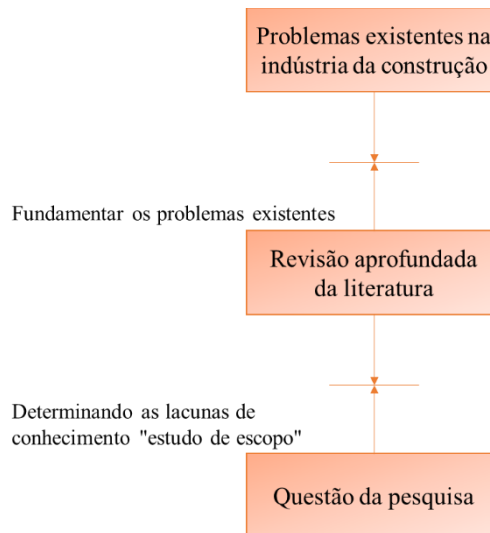 Problemas existentes na
indústria da construção
Fundamentar os problemas existentes
Revisão aprofundada
da literatura
Determinando as lacunas de
conhecimento "estudo de escopo"
Questão da pesquisa